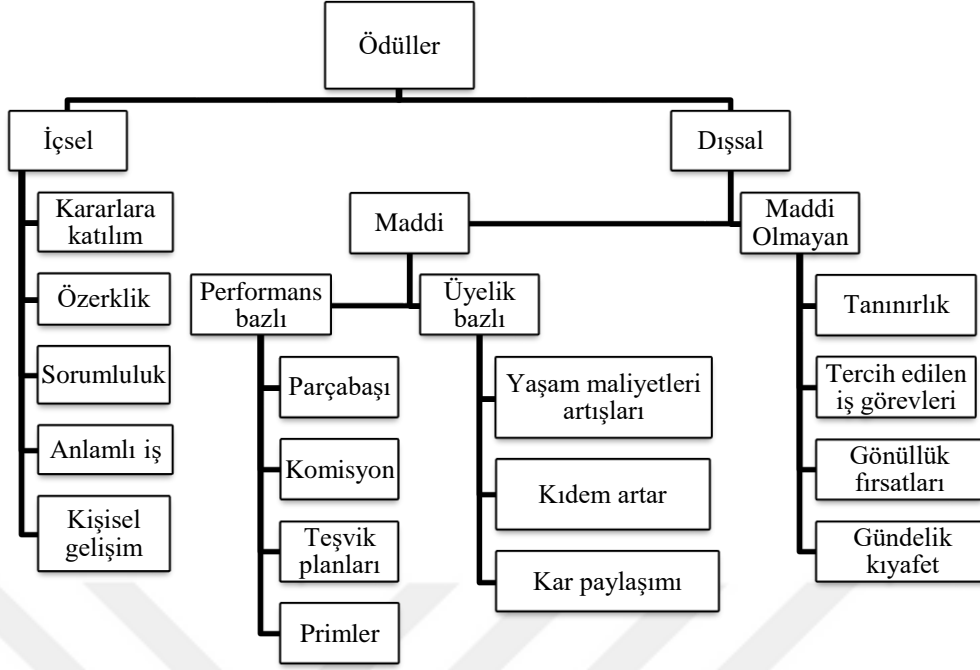 Ödüller
İçsel
Dışsal
Kararlara
katılım
Özerklik
Sorumluluk
Anlamlı iş
Kişisel
gelişim
Maddi
Maddi
Olmayan
Performans
bazlı
Üyelik
bazlı
Parçabaşı
Komisyon
Teşvik
planları
Primler
Yaşam maliyetleri
artışları
Kıdem artar
Kar paylaşımı
Tanınırlık
Tercih edilen
iş görevleri
Gönüllük
fırsatları
Gündelik
kıyafet